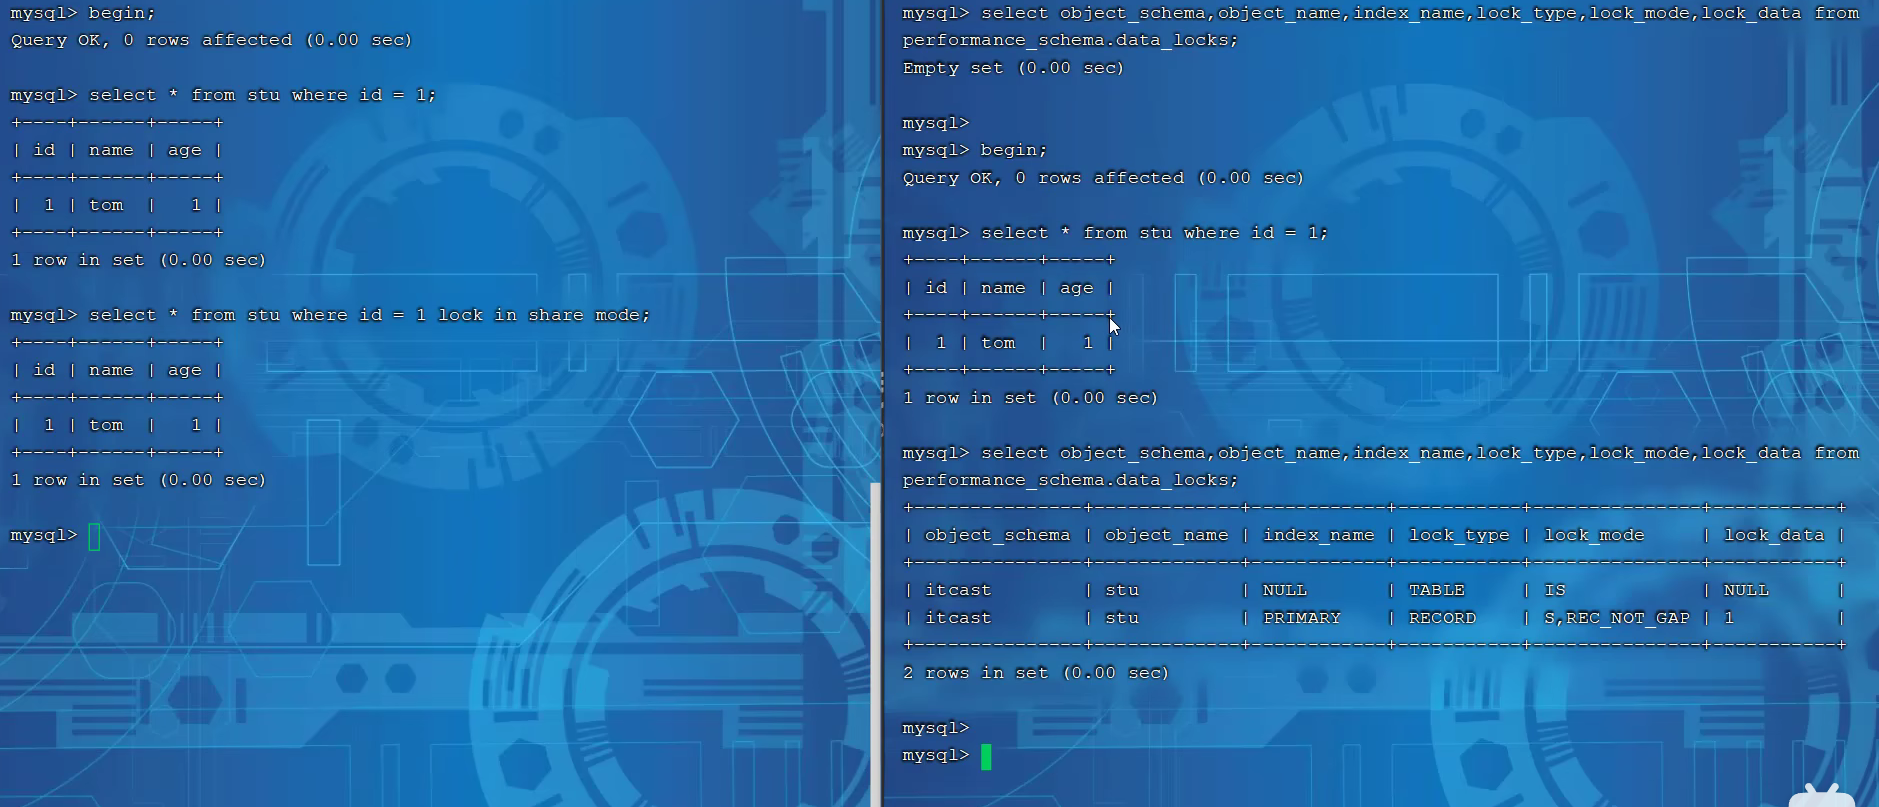 mysql> begin;
Query OK, 0 rows affected (0.00 sec)
mysql> select * from stu where id = 1;
+----+------+-----+
| id | name | age |
+----+------+-----+
|  1 | tom  |   1 |
+----+------+-----+
1 row in set (0.00 sec)
mysql> select * from stu where id = 1 lock in share mode;
+----+------+-----+
| id | name | age |
+----+------+-----+
|  1 | tom  |   1 |
+----+------+-----+
1 row in set (0.00 sec)
mysql>
mysql> select object_schema,object_name,index_name,lock_type,lock_mode,lock_data from
performance_schema.data_locks;
Empty set (0.00 sec)
mysql>
mysql> begin;
Query OK, 0 rows affected (0.00 sec)
mysql> select * from stu where id = 1;
+----+------+-----+
| id | name | age |
+----+------+-----+
|  1 | tom  |   1 |
+----+------+-----+
1 row in set (0.00 sec)
mysql> select object_schema,object_name,index_name,lock_type,lock_mode,lock_data from
performance_schema.data_locks;
+---------------+-------------+------------+-----------+---------------+-----------+
| object_schema | object_name | index_name | lock_type | lock_mode     | lock_data |
+---------------+-------------+------------+-----------+---------------+-----------+
| itcast        | stu         | NULL       | TABLE     | IS            | NULL      |
| itcast        | stu         | PRIMARY    | RECORD    | S,REC_NOT_GAP | 1         |
+---------------+-------------+------------+-----------+---------------+-----------+
2 rows in set (0.00 sec)
mysql>
mysql>